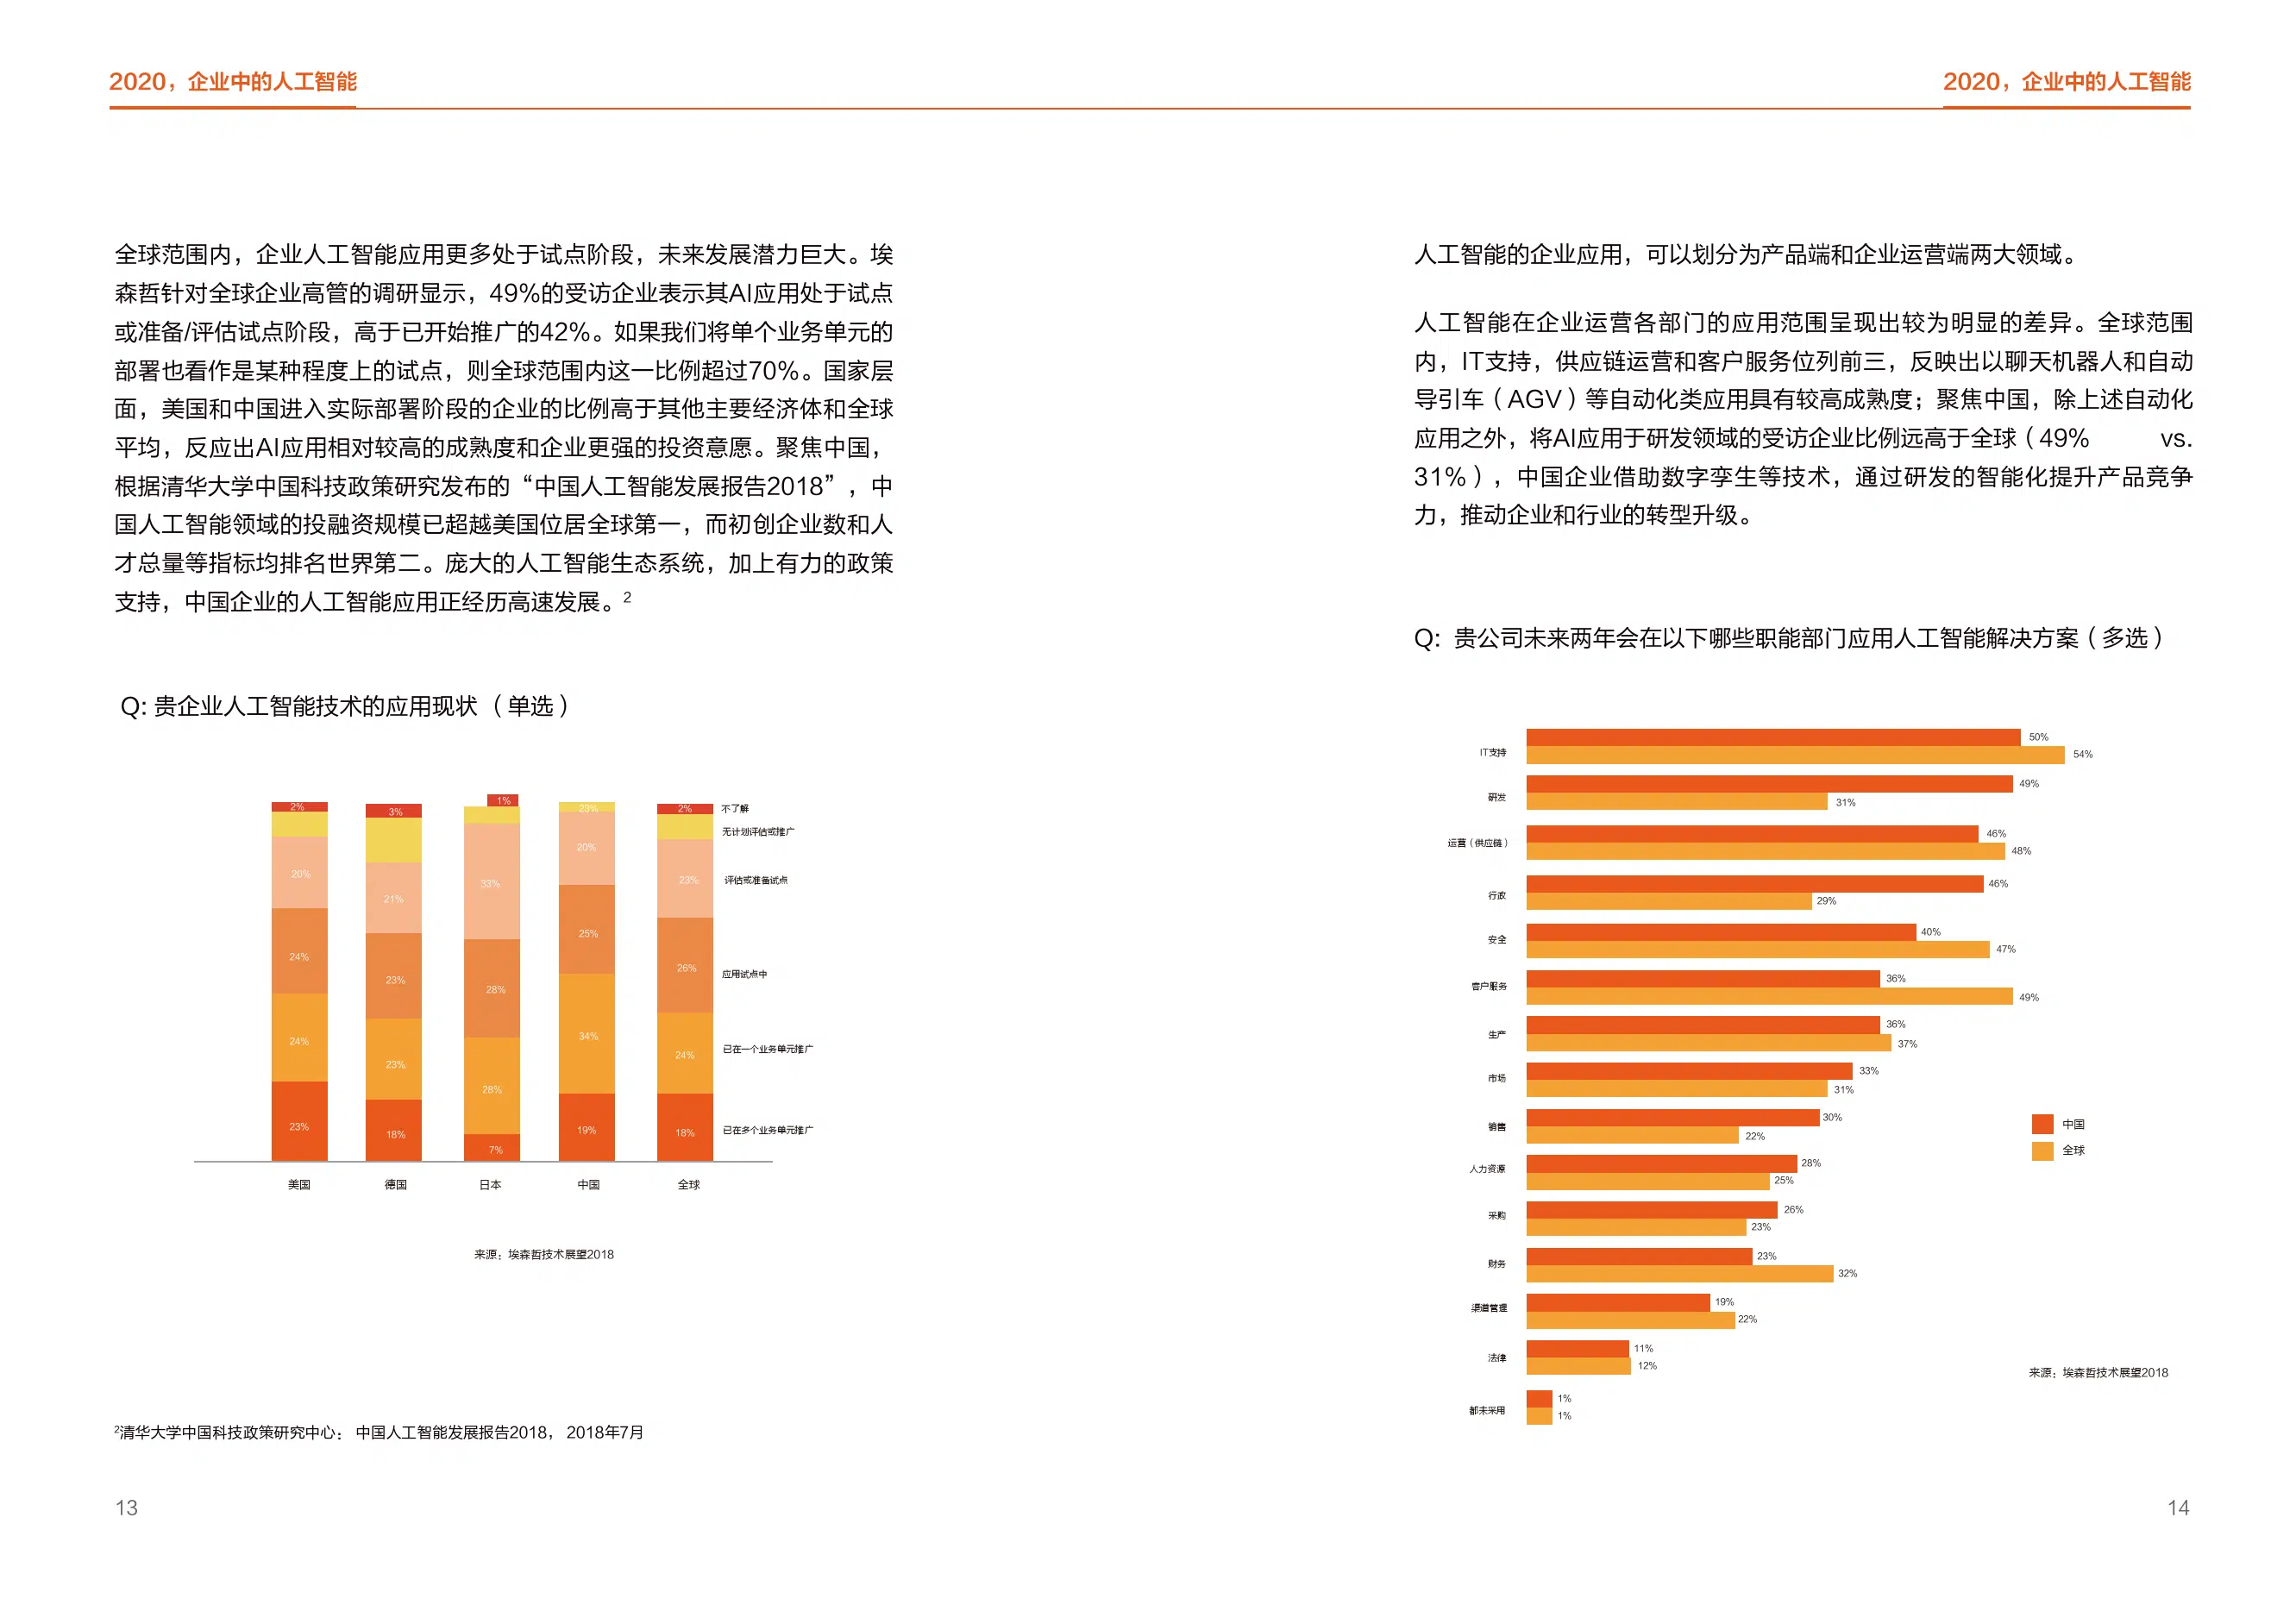 2020，企业中的人工智能
2020，企业中的人工智能
全球范围内，企业人工智能应用更多处于试点阶段，未来发展潜力巨大。埃
森哲针对全球企业高管的调研显示，49%的受访企业表示其AI应用处于试点
或准备/评估试点阶段，高于已开始推广的42%。如果我们将单个业务单元的
部署也看作是某种程度上的试点，则全球范围内这一比例超过70%。国家层
面，美国和中国进入实际部署阶段的企业的比例高于其他主要经济体和全球
平均，反应出AI应用相对较高的成熟度和企业更强的投资意愿。聚焦中国，
根据清华大学中国科技政策研究发布的“中国人工智能发展报告2018”，中
国人工智能领域的投融资规模已超越美国位居全球第一，而初创企业数和人
才总量等指标均排名世界第二。庞大的人工智能生态系统，加上有力的政策
支持，中国企业的人工智能应用正经历高速发展。2
Q: 贵企业人工智能技术的应用现状（单选）
2%
3%
1%
23%
2%
不了解
无计划评估或推广
20%
21%
33%
20%
23%
评估或准备试点
24%
23%
28%
25%
26%
应用试点中
24%
23%
28%
34%
24%
已在一个业务单元推广
23%
18%
7%
19%
18%
已在多个业务单元推广
美国
德国
日本
中国
全球
来源：埃森哲技术展望2018
2清华大学中国科技政策研究中心： 中国人工智能发展报告2018， 2018年7月
13
人工智能的企业应用，可以划分为产品端和企业运营端两大领域。
人工智能在企业运营各部门的应用范围呈现出较为明显的差异。全球范围
内，IT支持，供应链运营和客户服务位列前三，反映出以聊天机器人和自动
导引车（AGV）等自动化类应用具有较高成熟度；聚焦中国，除上述自动化
应用之外，将AI应用于研发领域的受访企业比例远高于全球（49% vs.
31%），中国企业借助数字孪生等技术，通过研发的智能化提升产品竞争
力，推动企业和行业的转型升级。
Q: 贵公司未来两年会在以下哪些职能部门应用人工智能解决方案（多选）
IT支持
50%
54%
研发
49%
31%
运营（供应链）
46%
48%
行政
46%
29%
安全
40%
47%
客户服务
36%
49%
生产
36%
37%
市场
33%
31%
销售
30%
22%
人力资源
28%
25%
采购
26%
23%
财务
23%
32%
渠道管理
19%
22%
法律
11%
12%
都未采用
1%
1%
中国
全球
来源：埃森哲技术展望2018
14